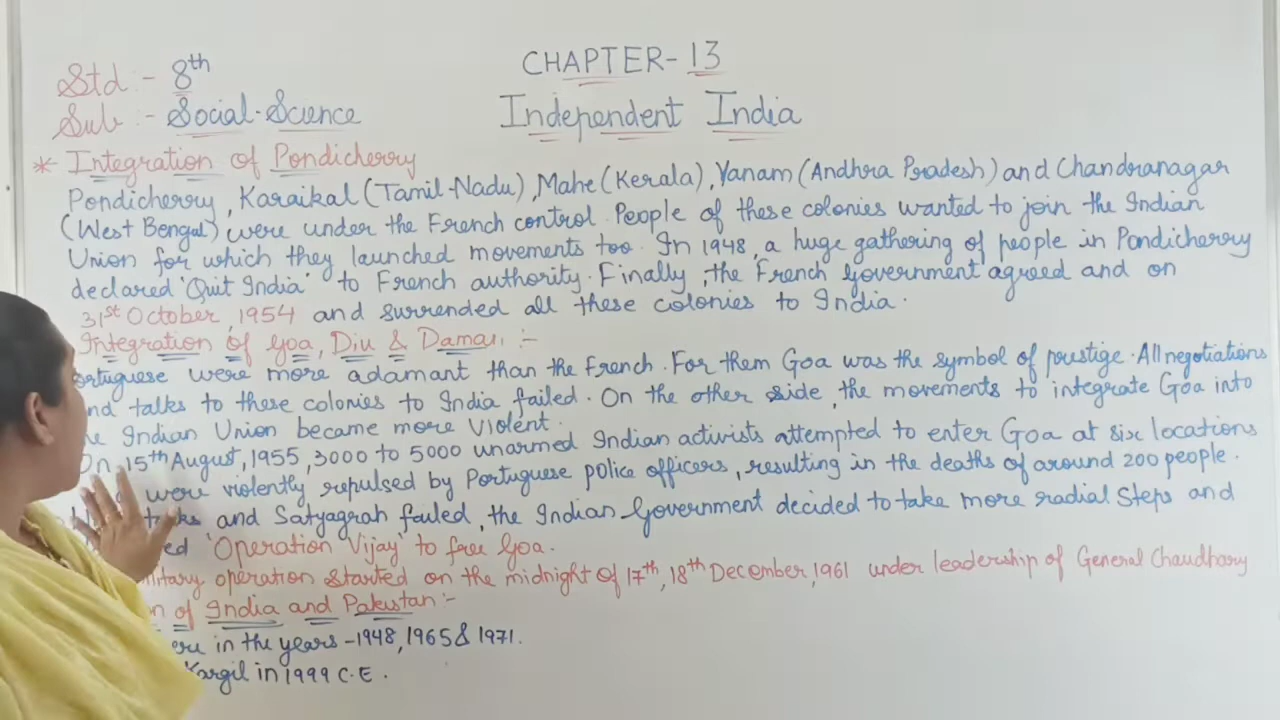 Std :- 8th
CHAPTER-13
Sub :- Social-Science
Independent India
* Integration of Pondicherry
Pondicherry, Karaikal (Tamil-Nadu), Mahe (Kerala), Yanam (Andhra Pradesh) and Chandranagar
(West Bengal) were under the French control. People of these colonies wanted to join the Indian
Union for which they launched movements too. In 1948, a huge gathering of people in Pondicherry
declared 'Quit India' to French authority. Finally, the French Government agreed and on
31st October, 1954 and surrended all these colonies to India.
Integration of Goa, Diu & Daman :-
ortuguese were more adamant than the French. For them Goa was the symbol of prestige. All negotiations
nd talks to these colonies to India failed. On the other side, the movements to integrate Goa into
he Indian Union became more violent.
On 15th August, 1955, 3000 to 5000 unarmed Indian activists attempted to enter Goa at six locations
were violently repulsed by Portuguese police officers, resulting in the deaths of around 200 people.
talks and Satyagrah failed, the Indian Government decided to take more radial steps and
ed 'Operation Vijay' to free Goa.
litary operation started on the midnight of 17th, 18th December, 1961 under leadership of General Chaudhary
n of India and Pakistan :-
ere in the years - 1948, 1965 & 1971.
Kargil in 1999 C.E.